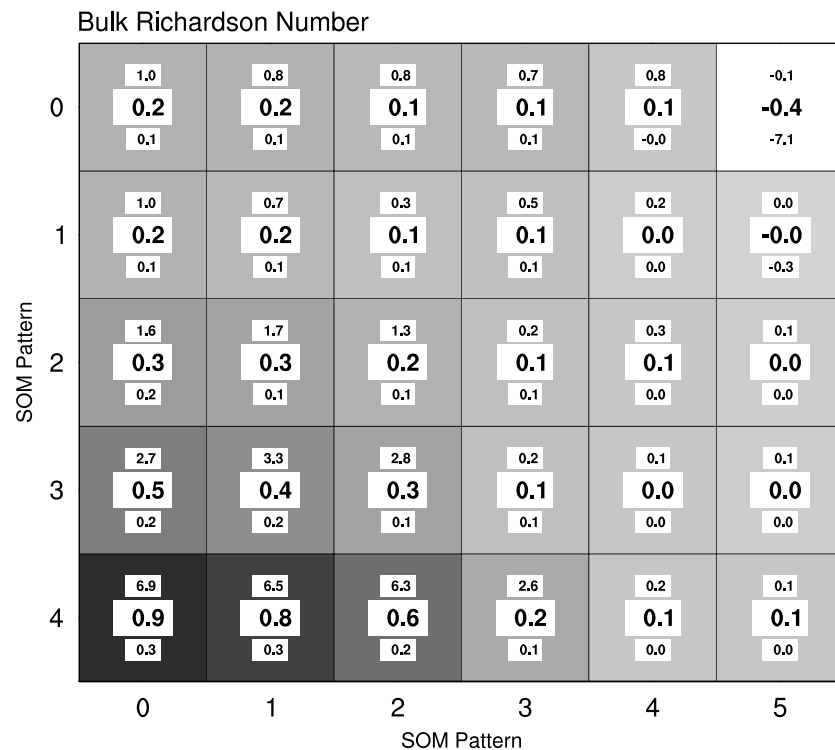 Bulk Richardson Number
1.0 0.8 0.8 0.7 0.8 -0.1
0 0.2 0.2 0.1 0.1 0.1 -0.4
0.1 0.1 0.1 0.1 -0.0 -7.1
1.0 0.7 0.3 0.5 0.2 0.0
1 0.2 0.2 0.1 0.1 0.0 -0.0
0.1 0.1 0.1 0.1 0.0 -0.3
1.6 1.7 1.3 0.2 0.3 0.1
2 0.3 0.3 0.2 0.1 0.1 0.0
0.2 0.1 0.1 0.1 0.0 0.0
SOM Pattern
2.7 3.3 2.8 0.2 0.1 0.1
3 0.5 0.4 0.3 0.1 0.0 0.0
0.2 0.2 0.1 0.1 0.0 0.0
6.9 6.5 6.3 2.6 0.2 0.1
4 0.9 0.8 0.6 0.2 0.1 0.1
0.3 0.3 0.2 0.1 0.0 0.0
0 1 2 3 4 5
SOM Pattern